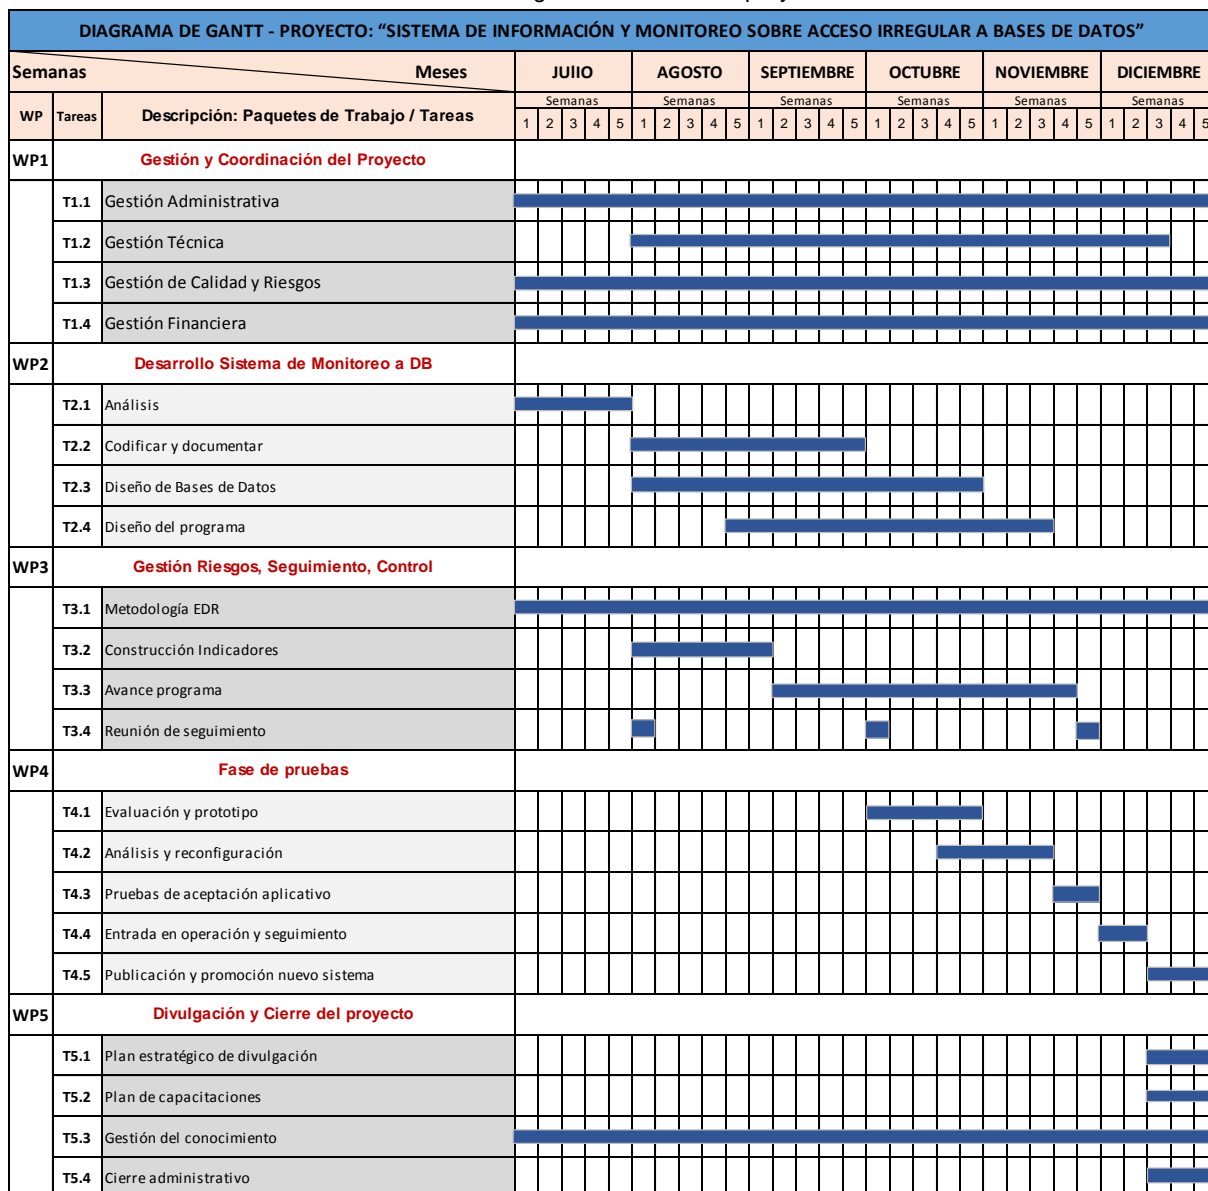 DIAGRAMA DE GANTT - PROYECTO: “SISTEMA DE INFORMACIÓN Y MONITOREO SOBRE ACCESO IRREGULAR A BASES DE DATOS”
Semanas Meses JUlIO AGOSTO SEPTIEMBRE OCTUBRE NOVIEMBRE DICIEMBRE
WP Tareas Descripción: Paquetes de Trabajo / Tareas Semanas Semanas Semanas Semanas Semanas Semanas
1 2 3 4 5 1 2 3 4 5 1 2 3 4 5 1 2 3 4 5 1 2 3 4 5 1 2 3 4 5
WP1 Gestión y Coordinación del Proyecto
T1.1 Gestión Administrativa
T1.2 Gestión Técnica
T1.3 Gestión de Calidad y Riesgos
T1.4 Gestión Financiera
WP2 Desarrollo Sistema de Monitoreo a DB
T2.1 Análisis
T2.2 Codificar y documentar
T2.3 Diseño de Bases de Datos
T2.4 Diseño del programa
WP3 Gestión Riesgos, Seguimiento, Control
T3.1 Metodología EDR
T3.2 Construcción Indicadores
T3.3 Avance programa
T3.4 Reunión de seguimiento
WP4 Fase de pruebas
T4.1 Evaluación y prototipo
T4.2 Análisis y reconfiguración
T4.3 Pruebas de aceptación aplicativo
T4.4 Entrada en operación y seguimiento
T4.5 Publicación y promoción nuevo sistema
WP5 Divulgación y Cierre del proyecto
T5.1 Plan estratégico de divulgación
T5.2 Plan de capacitaciones
T5.3 Gestión del conocimiento
T5.4 Cierre administrativo